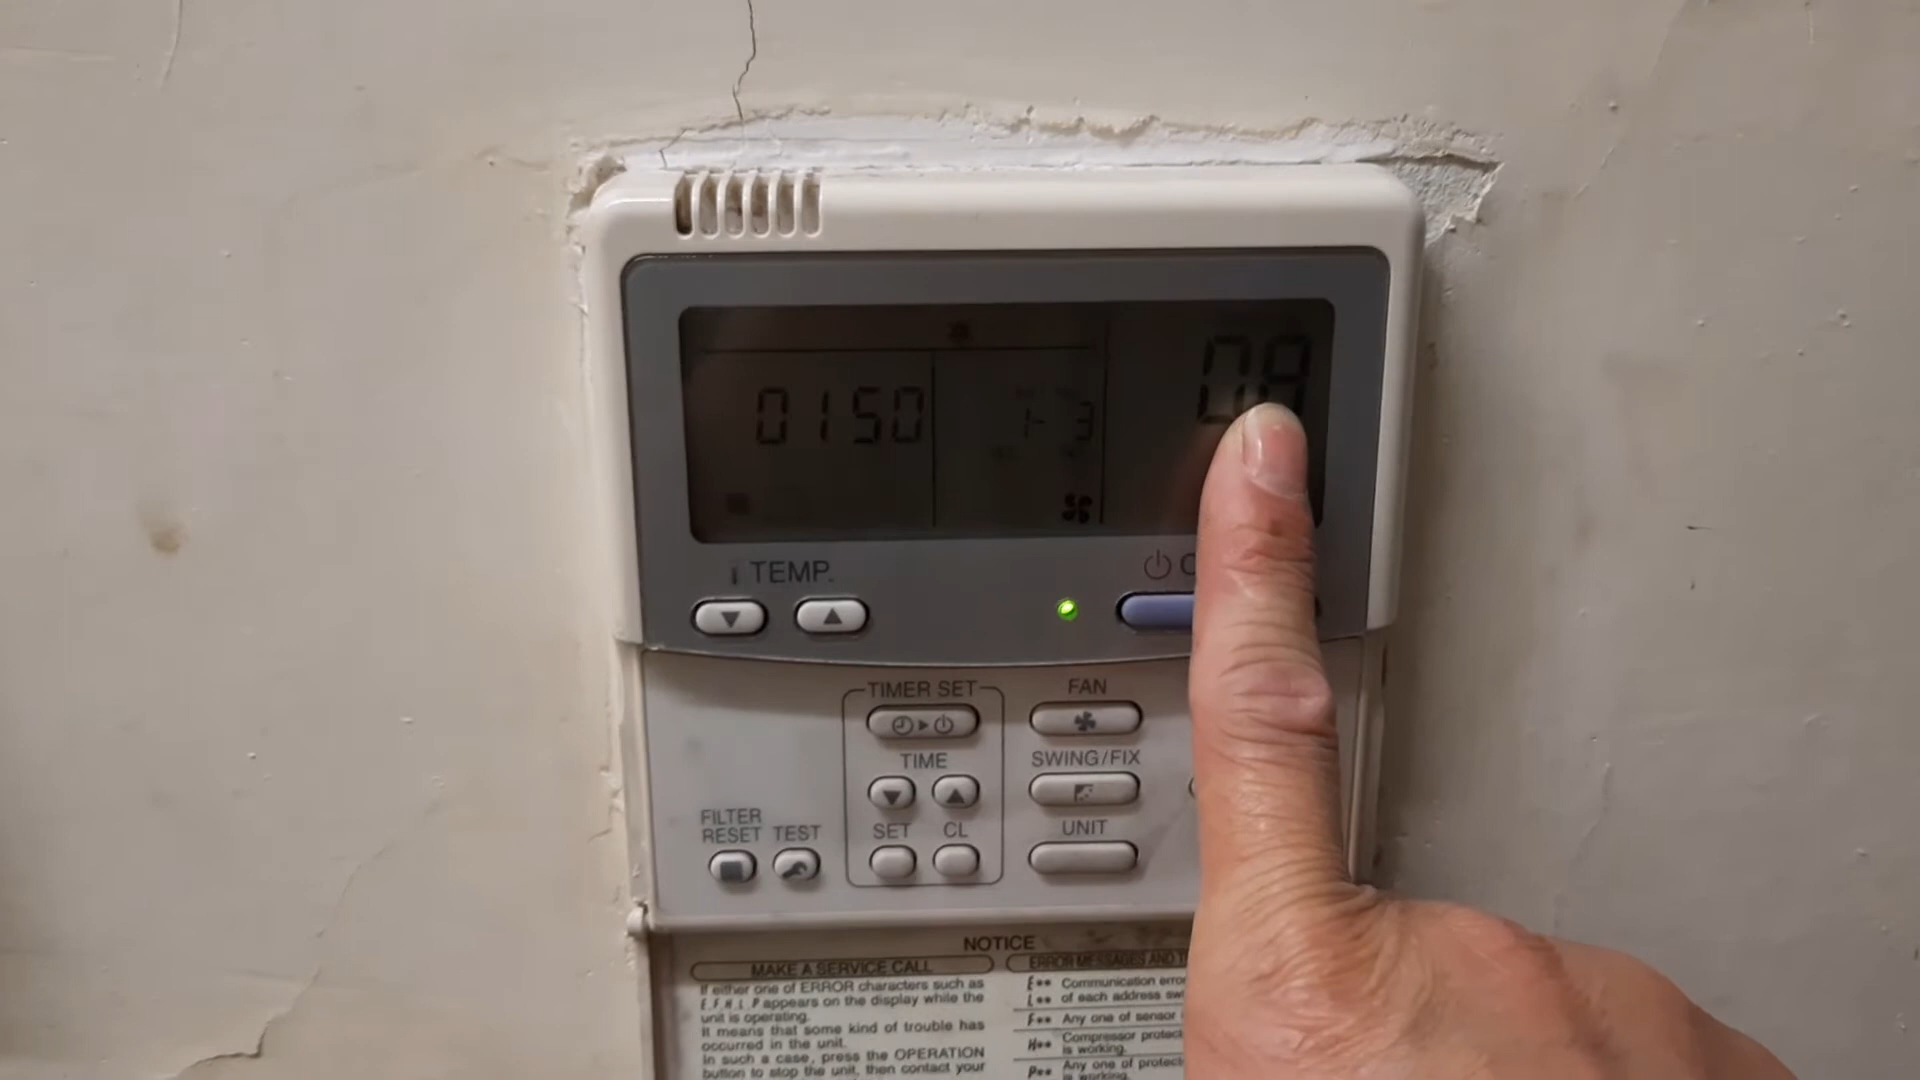 0150
1-3
TEMP.
TIMER SET
FAN
TIME
SWING/FIX
FILTER
RESET
TEST
SET
CL
UNIT
NOTICE
MAKE A SERVICE CALL
If either one of ERROR characters such as
E.F.H.L.P appears on the display while the
unit is operating.
It means that some kind of trouble has
occurred in the unit.
In such a case, press the OPERATION
button to stop the unit, then contact your
ERROR MESSAGES AND
E** Communication error
L** of each address
F** Any one of sensor
H** Compressor
is working.
P** Any one of
is working.